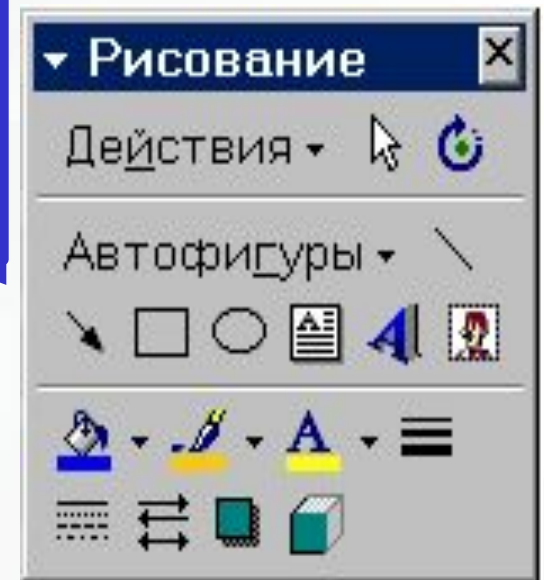 Рисование
Действия
Автофигуры